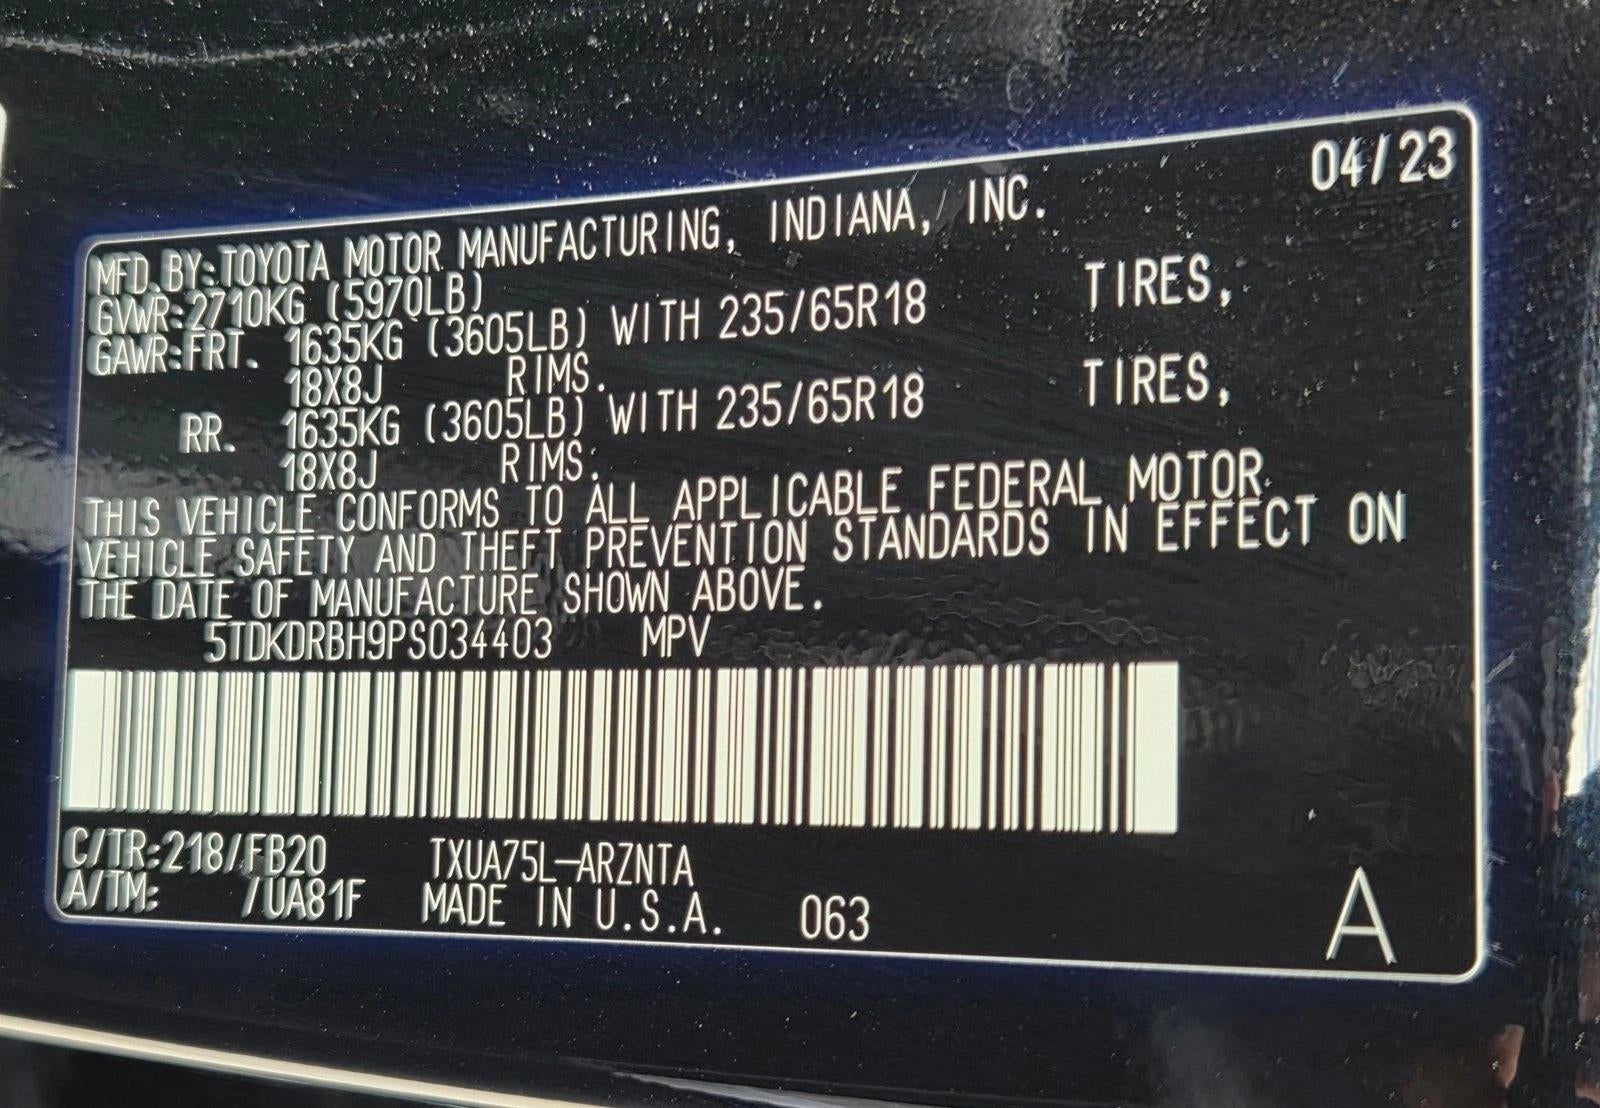 04/23
MFD.BY:TOYOTA MOTOR MANUFACTURING, INDIANA, INC.
GVWR:2710KG (5970LB)
GAWR:FRT. 1635KG (3605LB) WITH 235/65R18 TIRES,
18X8J RIMS.
RR. 1635KG (3605LB) WITH 235/65R18 TIRES,
18X8J RIMS.
THIS VEHICLE CONFORMS TO ALL APPLICABLE FEDERAL MOTOR
VEHICLE SAFETY AND THEFT PREVENTION STANDARDS IN EFFECT ON
THE DATE OF MANUFACTURE SHOWN ABOVE.
5TDKDRBH9PS034403 MPV
C/TR:218/FB20 TXUA75L-ARZNTA
A/TM: /UA81F MADE IN U.S.A. 063
A